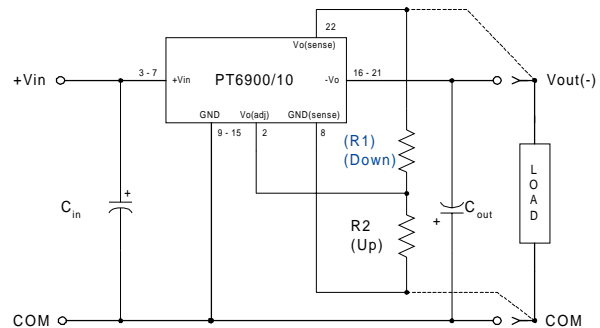 22
Vo(sense)
+Vin
3 - 7
+Vin
PT6900/10
-Vo
16 - 21
Vout(-)
GND
Vo(adj)
GND(sense)
9 - 15
2
8
(R1)
(Down)
L
O
A
D
+
C in
R2
(Up)
+
C out
COM
COM